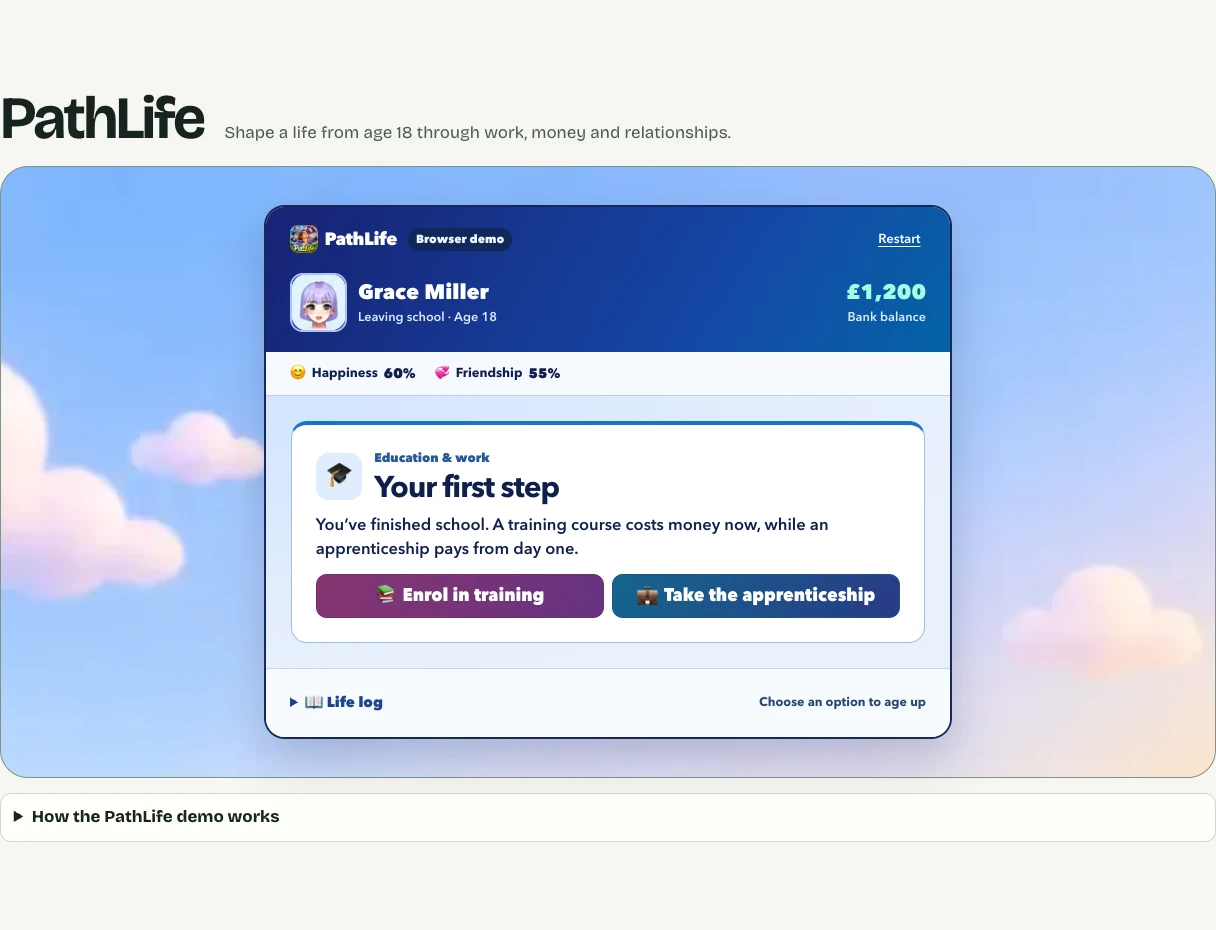 PathLife
Shape a life from age 18 through work, money and relationships.
PathLife
Browser demo
Restart
Grace Miller
Leaving school · Age 18
£1,200
Bank balance
😊 Happiness 60% 💞 Friendship 55%
Education & work
Your first step
You’ve finished school. A training course costs money now, while an
apprenticeship pays from day one.
📚 Enrol in training
💼 Take the apprenticeship
▶ 📖 Life log
Choose an option to age up
▶ How the PathLife demo works